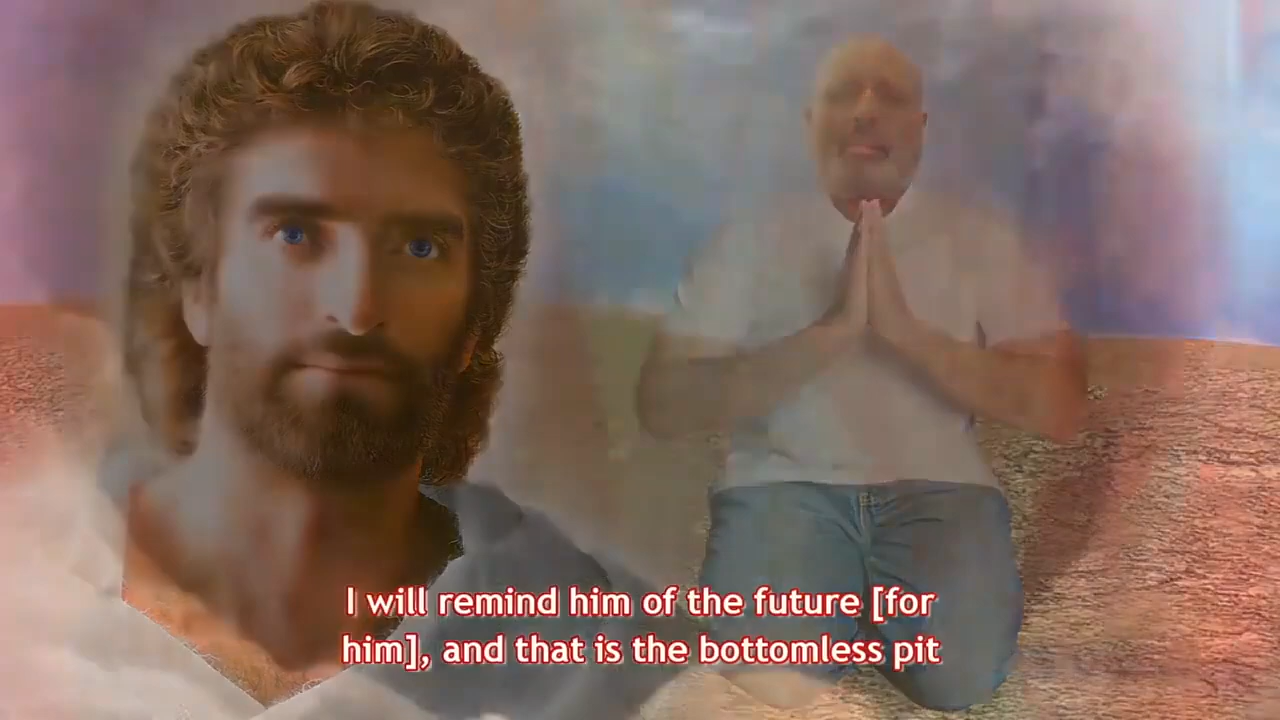 I will remind him of the future [for
him], and that is the bottomless pit